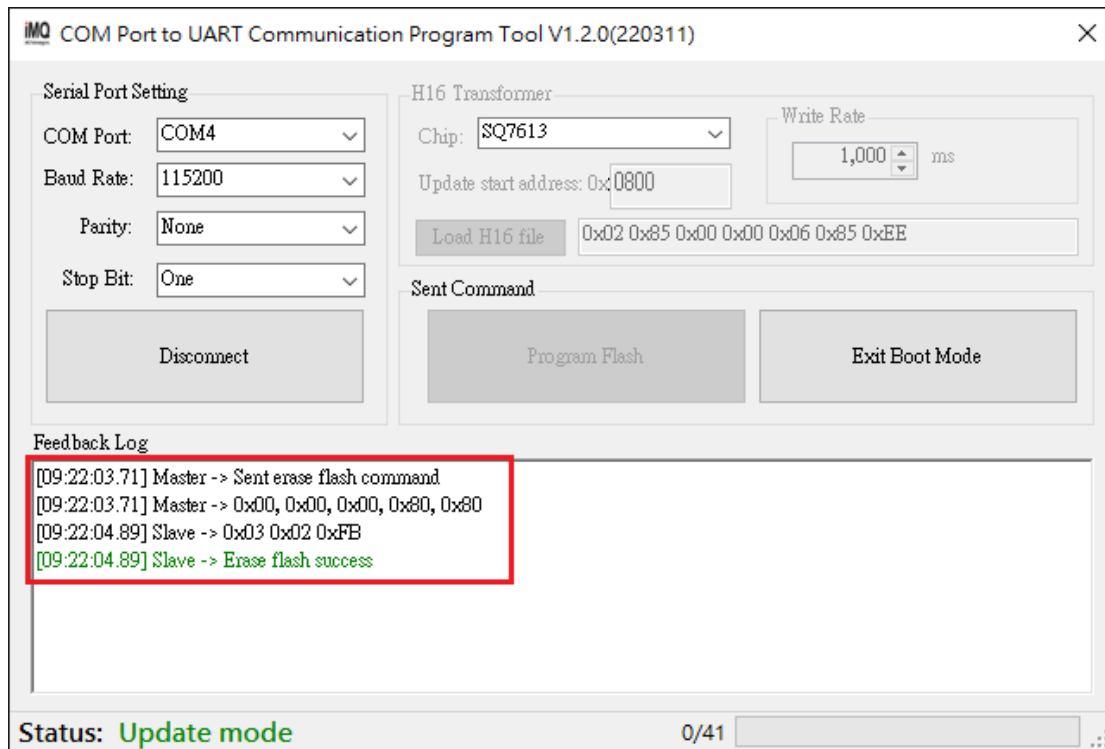 iMQ COM Port to UART Communication Program Tool V1.2.0(220311)
Serial Port Setting
COM Port: COM4
Baud Rate: 115200
Parity: None
Stop Bit: One
Disconnect
H16 Transformer
Chip: SQ7613
Update start address: 0x 0800
Write Rate
1,000 ms
Load H16 file 0x02 0x85 0x00 0x00 0x06 0x85 0xEE
Sent Command
Program Flash Exit Boot Mode
Feedback Log
[09:22:03.71] Master -> Sent erase flash command
[09:22:03.71] Master -> 0x00, 0x00, 0x00, 0x80, 0x80
[09:22:04.89] Slave -> 0x03 0x02 0xFB
[09:22:04.89] Slave -> Erase flash success
Status: Update mode 0/41